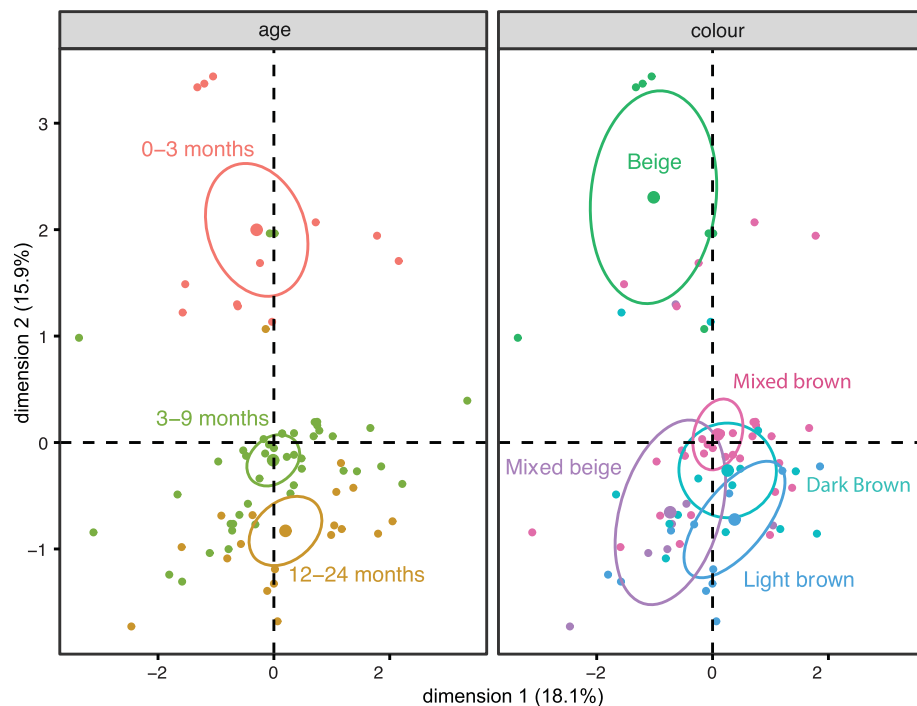 age
colour
3
2
1
0
−1
dimension 2 (15.9%)
0−3 months
3−9 months
12−24 months
Beige
Mixed brown
Mixed beige
Dark Brown
Light brown
−2
0
2
−2
0
2
dimension 1 (18.1%)